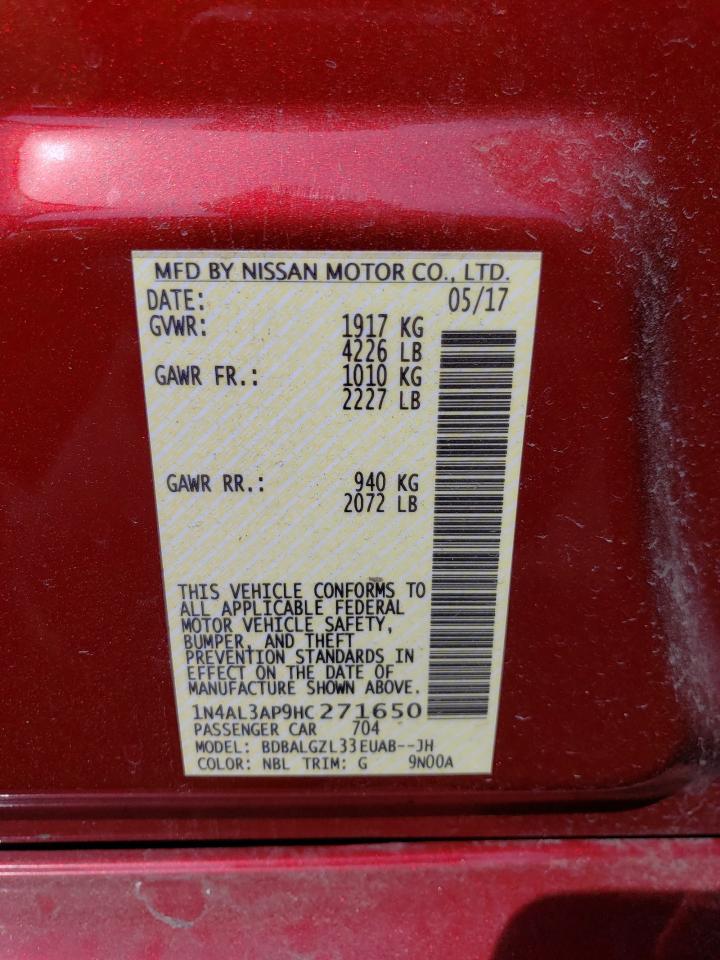 MFD BY NISSAN MOTOR CO., LTD.
DATE: 05/17
GVWR: 1917 KG
4226 LB
GAWR FR.: 1010 KG
2227 LB
GAWR RR.: 940 KG
2072 LB
THIS VEHICLE CONFORMS TO
ALL APPLICABLE FEDERAL
MOTOR VEHICLE SAFETY,
BUMPER, AND THEFT
PREVENTION STANDARDS IN
EFFECT ON THE DATE OF
MANUFACTURE SHOWN ABOVE.
1N4AL3AP9HC271650
PASSENGER CAR 704
MODEL: BDBALGZL33EUAB--JH
COLOR: NBL TRIM: G 9N00A